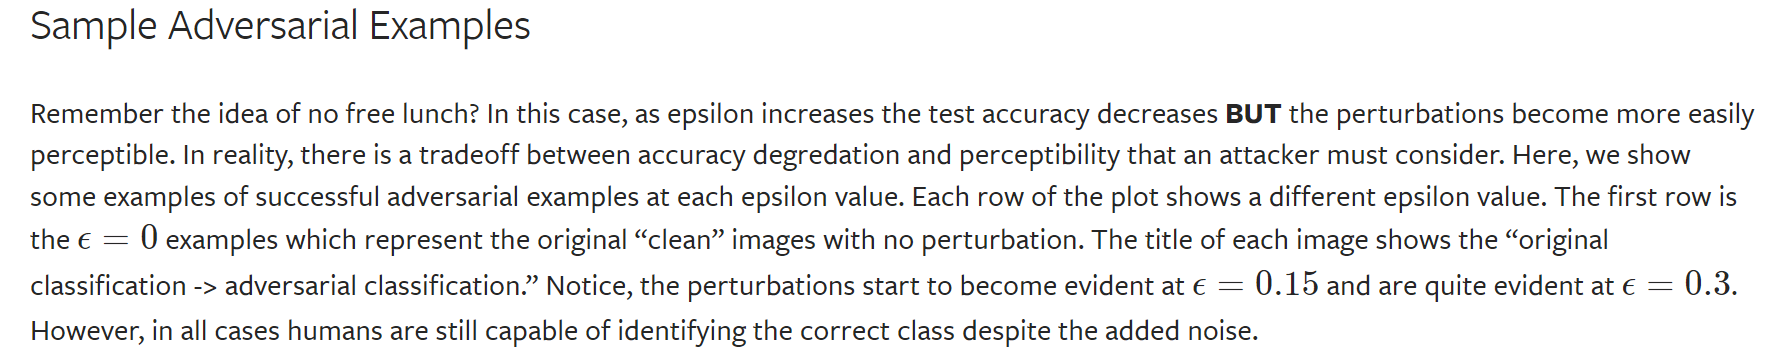 Sample Adversarial Examples
Remember the idea of no free lunch? In this case, as epsilon increases the test accuracy decreases BUT the perturbations become more easily
perceptible. In reality, there is a tradeoff between accuracy degredation and perceptibility that an attacker must consider. Here, we show
some examples of successful adversarial examples at each epsilon value. Each row of the plot shows a different epsilon value. The first row is
the ϵ = 0 examples which represent the original “clean” images with no perturbation. The title of each image shows the “original
classification -> adversarial classification.” Notice, the perturbations start to become evident at ϵ = 0.15 and are quite evident at ϵ = 0.3.
However, in all cases humans are still capable of identifying the correct class despite the added noise.